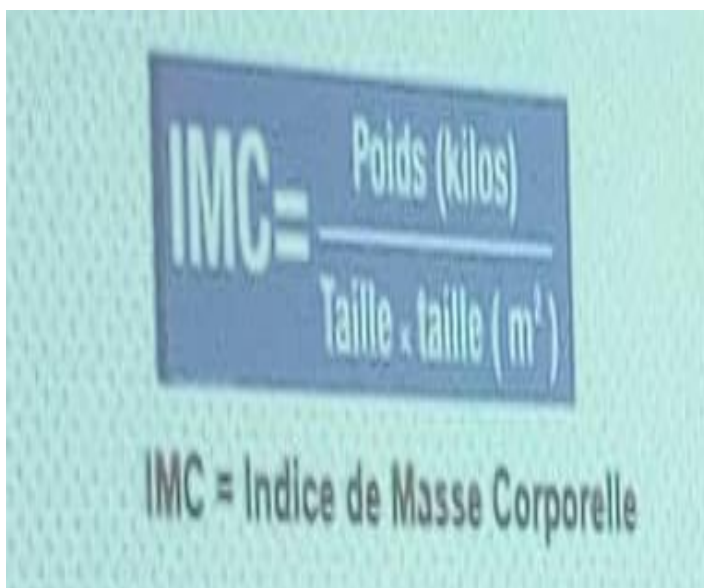 IMC=
Poids (kilos)
Taille x taille ( m²)
IMC = Indice de Masse Corporelle